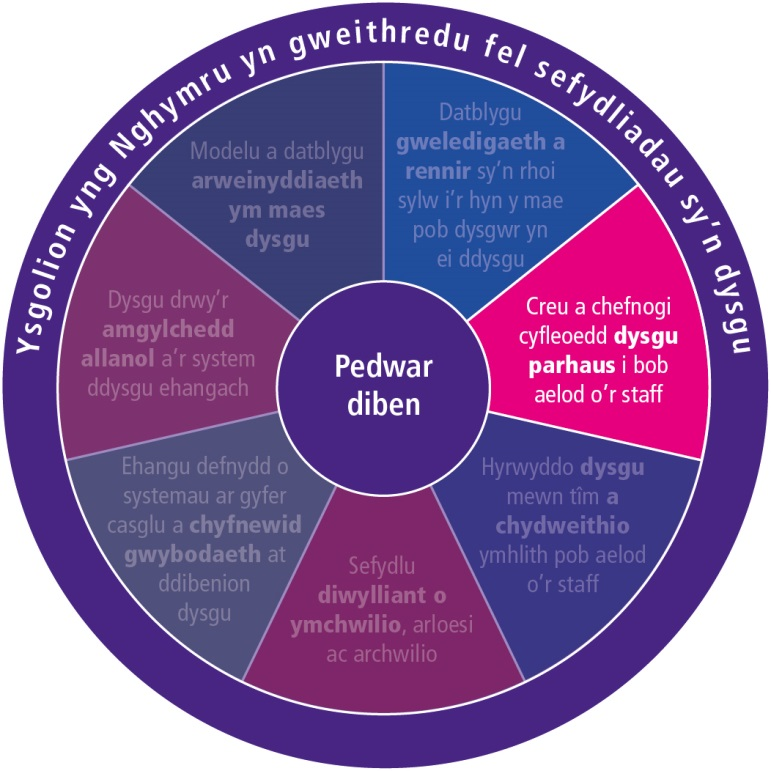 Ysgolion yng Nghymru yn gweithredu fel sefydliadau sy'n dysgu
Datblygu
gweledigaeth a
rennir sy'n rhoi
sylw i'r hyn y mae
pob dysgwr yn
ei ddysgu
Creu a chefnogi
cyfleoedd dysgu
parhaus i bob
aelod o'r staff
Hyrwyddo dysgu
mewn tîm a
chydweithio
ymhlith pob aelod
o'r staff
Sefydlu
diwylliant o
ymchwilio, arloesi
ac archwilio
Ehangu defnydd o
systemau ar gyfer
casglu a chyfnewid
gwybodaeth at
ddibenion
dysgu
Dysgu drwy'r
amgylchedd
allanol a'r system
ddysgu ehangach
Modelu a datblygu
arweinyddiaeth
ym maes
dysgu
Pedwar
diben